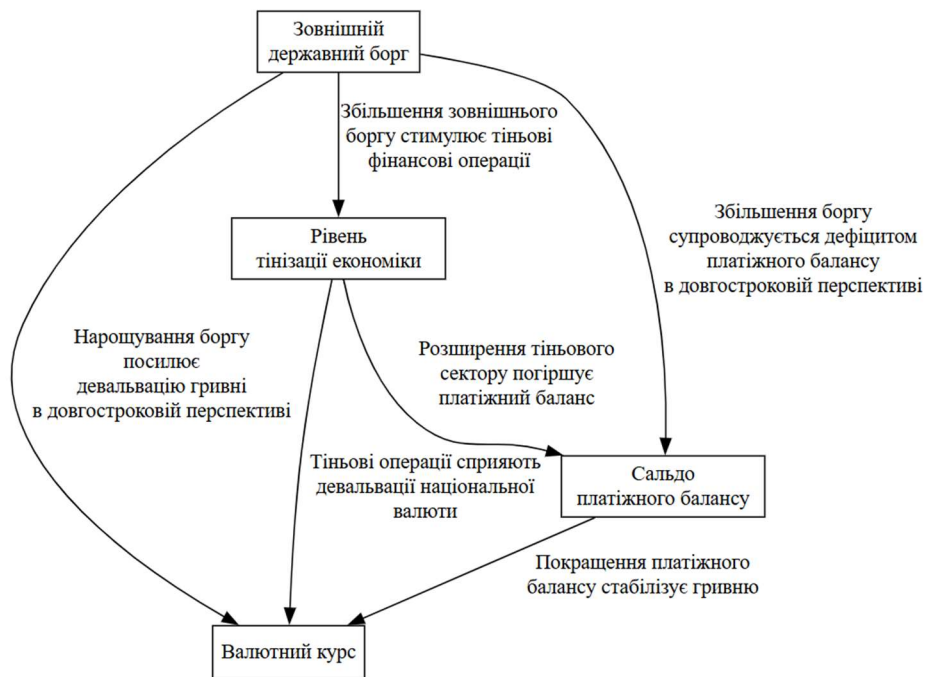 Зовнішній
державний борг
Збільшення зовнішнього
боргу стимулює тіньові
фінансові операції
Рівень
тінізації економіки
Збільшення боргу
супроводжується дефіцитом
платіжного балансу
в довгостроковій перспективі
Нарощування боргу
посилює
девальвацію гривні
в довгостроковій перспективі
Розширення тіньового
сектору погіршує
платіжний баланс
Тіньові операції сприяють
девальвації національної
валюти
Сальдо
платіжного балансу
Покращення платіжного
балансу стабілізує гривню
Валютний курс